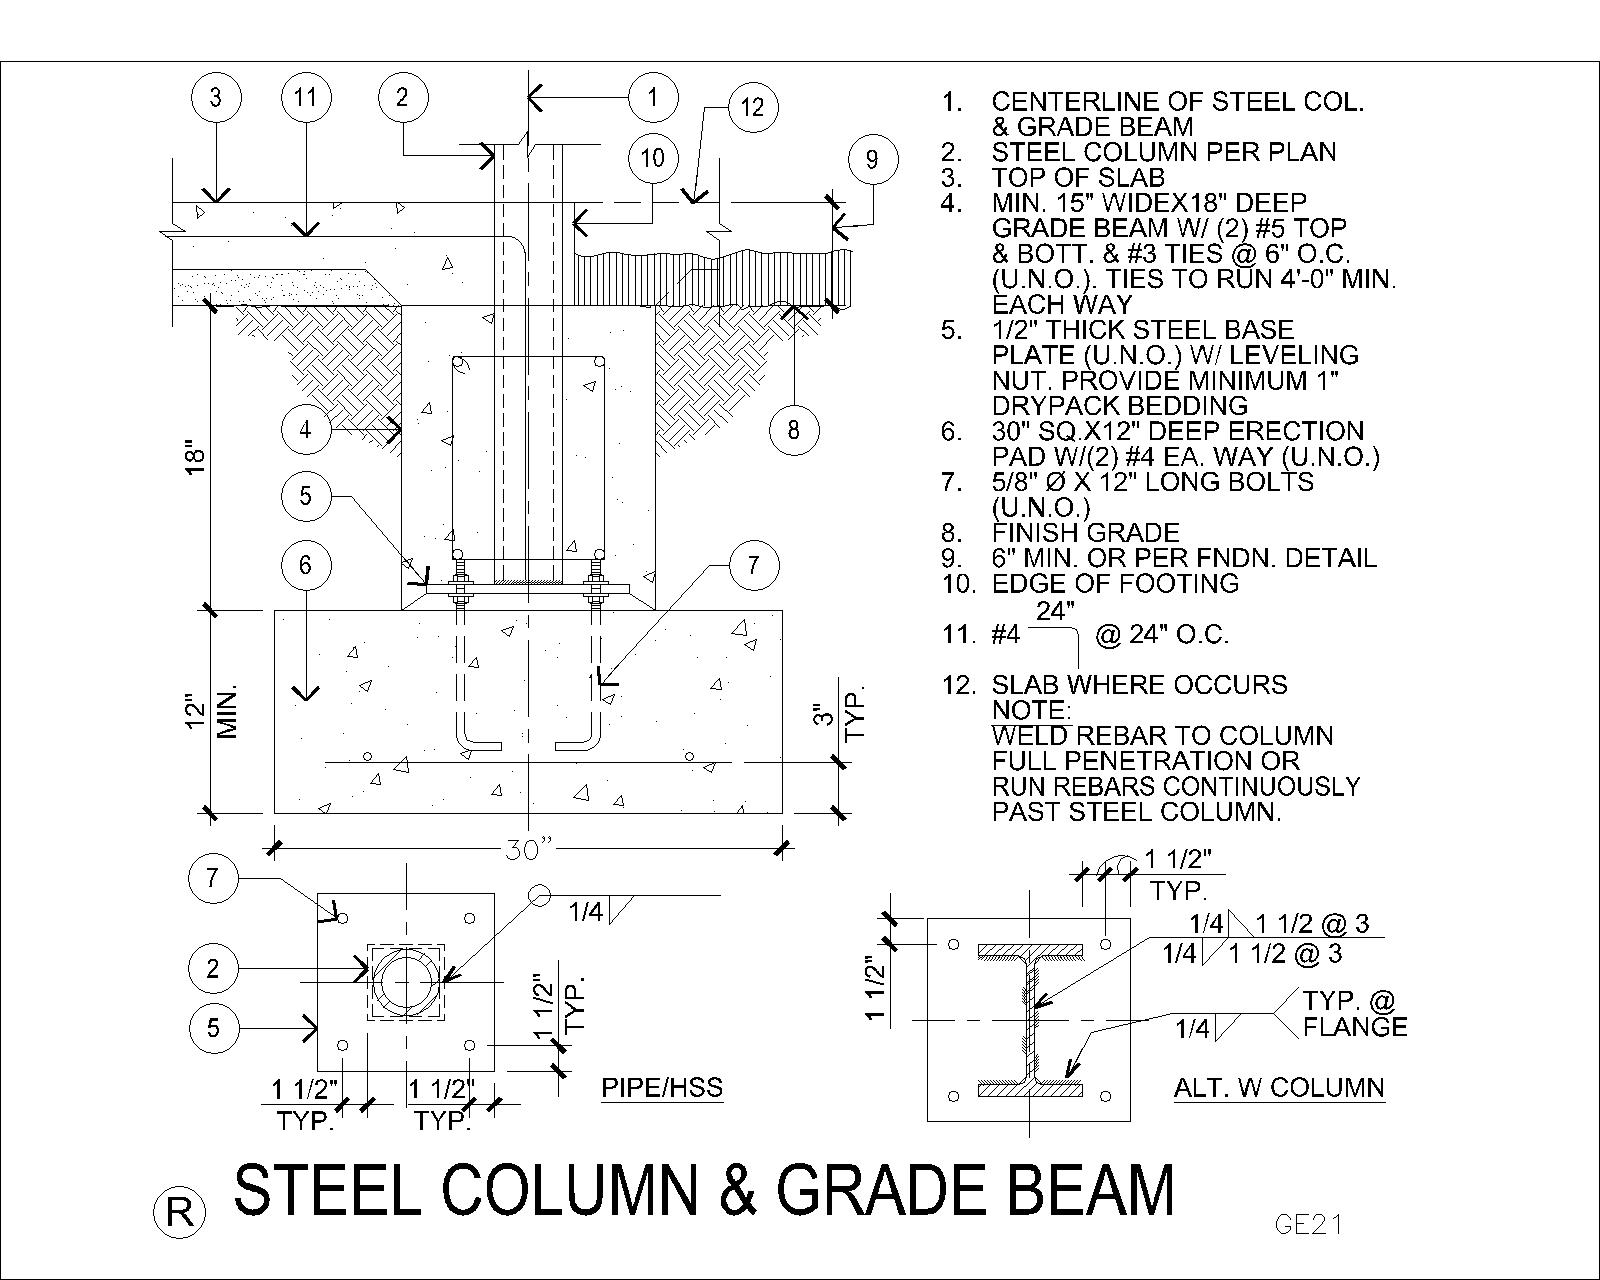 3
11
2
1
12
10
9
1. CENTERLINE OF STEEL COL.
& GRADE BEAM
2. STEEL COLUMN PER PLAN
3. TOP OF SLAB
4. MIN. 15" WIDEX18" DEEP
GRADE BEAM W/ (2) #5 TOP
& BOTT. & #3 TIES @ 6" O.C.
(U.N.O.). TIES TO RUN 4'-0" MIN.
EACH WAY
5. 1/2" THICK STEEL BASE
PLATE (U.N.O.) W/ LEVELING
NUT. PROVIDE MINIMUM 1"
DRYPACK BEDDING
6. 30" SQ.X12" DEEP ERECTION
PAD W/(2) #4 EA. WAY (U.N.O.)
7. 5/8" Ø X 12" LONG BOLTS
(U.N.O.)
8. FINISH GRADE
9. 6" MIN. OR PER FNDN. DETAIL
10. EDGE OF FOOTING
24"
11. #4 @ 24" O.C.
12. SLAB WHERE OCCURS
NOTE:
WELD REBAR TO COLUMN
FULL PENETRATION OR
RUN REBARS CONTINUOUSLY
PAST STEEL COLUMN.
4
8
18"
5
6
7
12"
MIN.
3"
TYP.
30”
7
1/4
2
5
1 1/2"
TYP.
1 1/2"
TYP.
1 1/2"
TYP.
PIPE/HSS
1 1/2"
TYP.
1/4 1 1/2 @ 3
1/4 1 1/2 @ 3
1 1/2"
TYP. @
1/4 FLANGE
ALT. W COLUMN
R STEEL COLUMN & GRADE BEAM
GE21